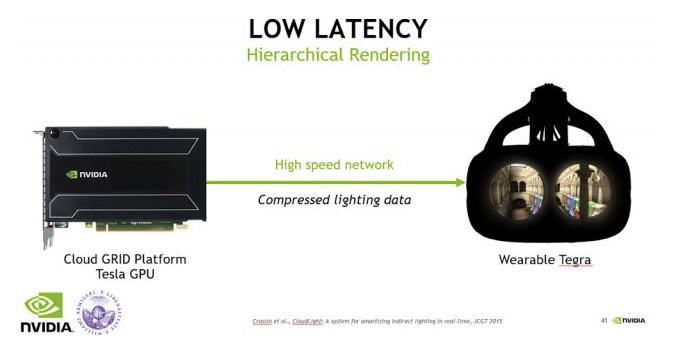 LOW LATENCY
Hierarchical Rendering
NVIDIA
High speed network
Compressed lighting data
Cloud GRID Platform
Tesla GPU
Wearable Tegra
NVIDIA.
Crassin et al., CloudLight: A system for amortizing indirect lighting in real-time, JCGT 2015
41
NVIDIA